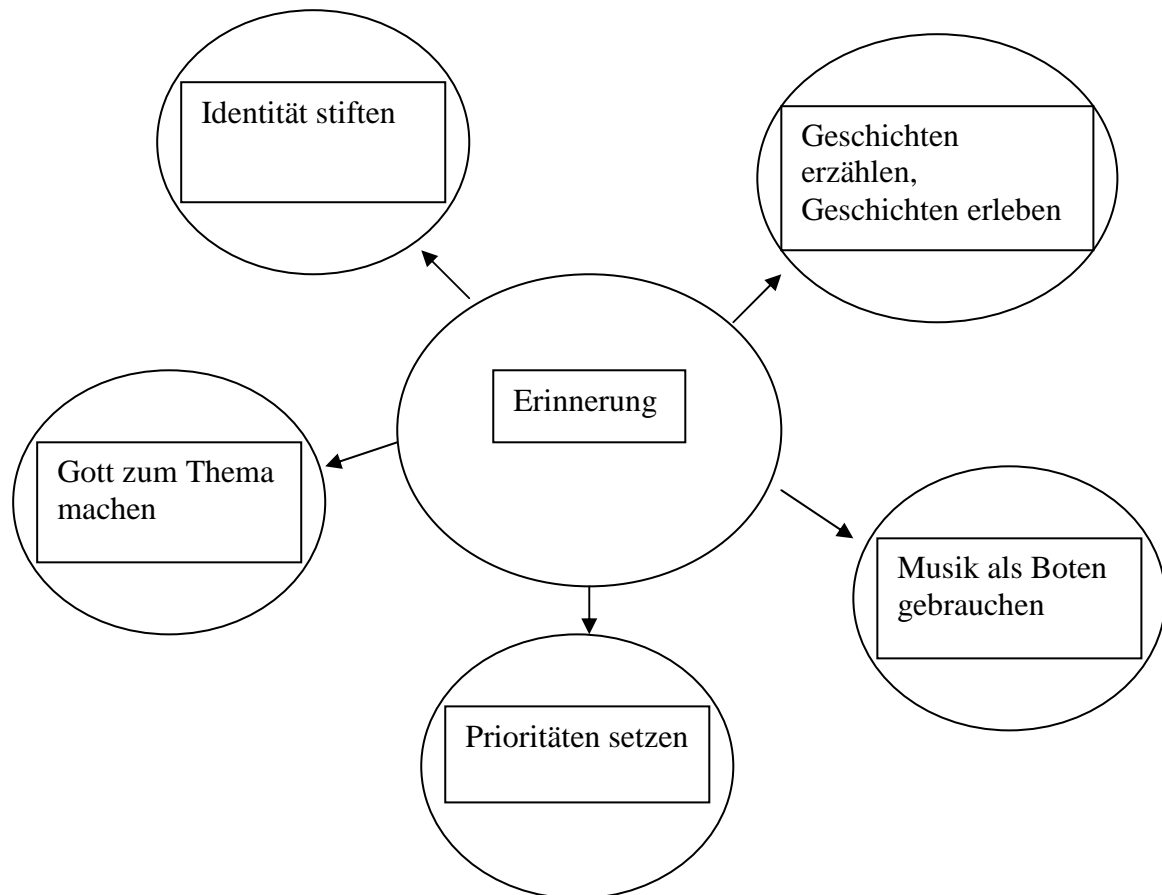 Identität stiften
Geschichten
erzählen,
Geschichten erleben
Erinnerung
Gott zum Thema
machen
Musik als Boten
gebrauchen
Prioritäten setzen